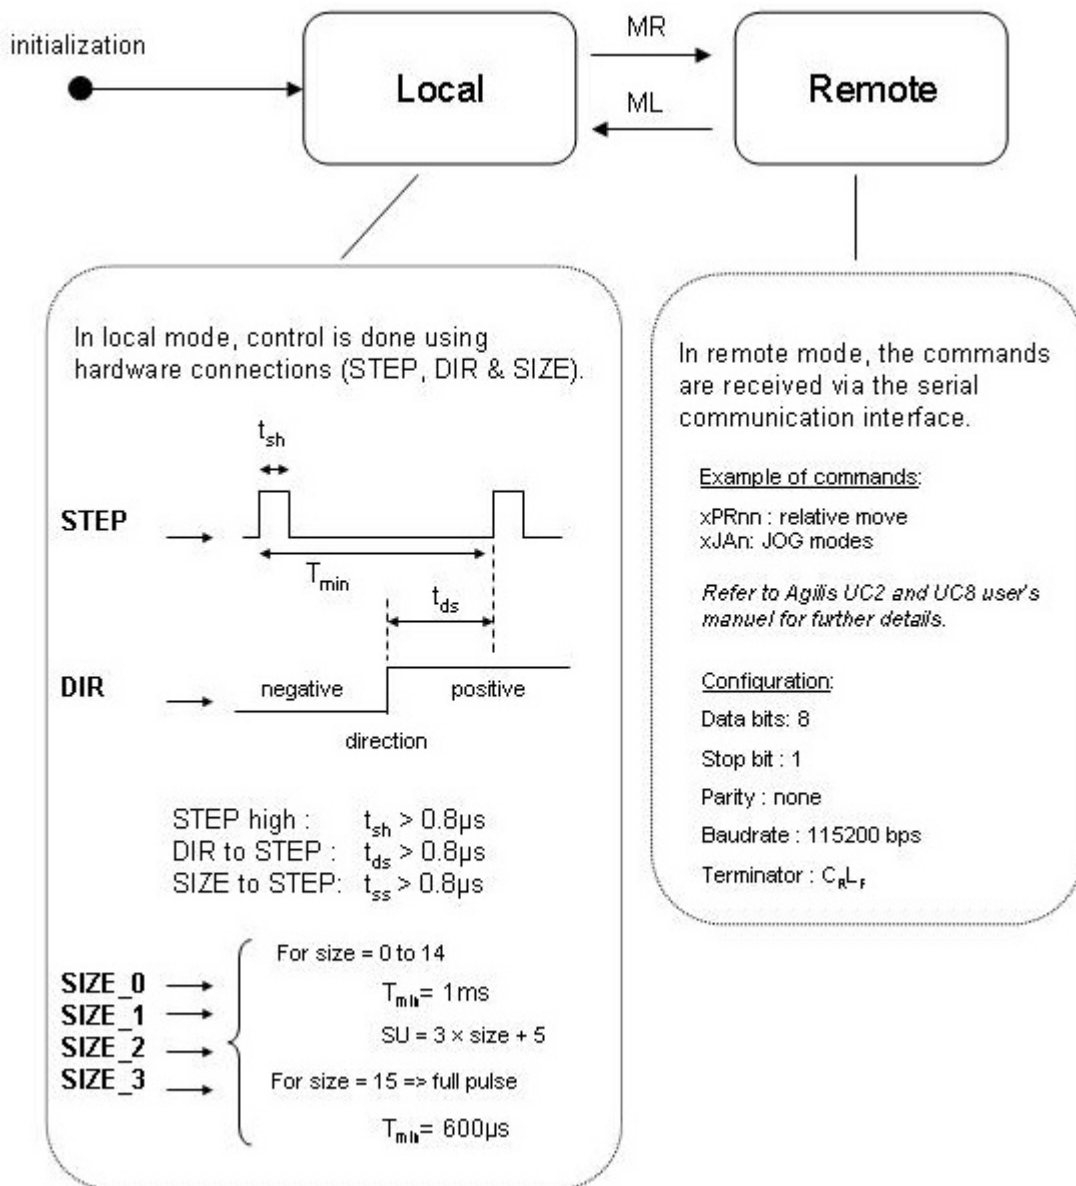 initialization
Local
MR
ML
Remote
In local mode, control is done using
hardware connections (STEP, DIR & SIZE).
tsh
STEP
Tmin
tds
DIR
negative
positive
direction
STEP high : tsh > 0.8µs
DIR to STEP : tds > 0.8µs
SIZE to STEP: tss > 0.8µs
SIZE_0
SIZE_1
SIZE_2
SIZE_3
For size = 0 to 14
Tmin= 1ms
SU = 3 × size + 5
For size = 15 => full pulse
Tmin= 600µs
In remote mode, the commands
are received via the serial
communication interface.
Example of commands:
xPRnn : relative move
xJAn: JOG modes
Refer to Agilis UC2 and UC8 user's
manuel for further details.
Configuration:
Data bits: 8
Stop bit : 1
Parity : none
Baudrate : 115200 bps
Terminator : CRLF